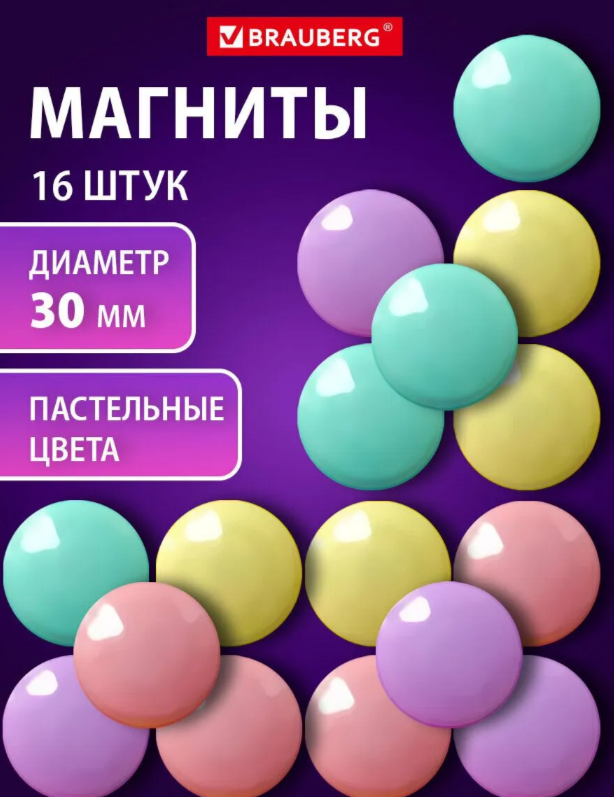 BRAUBERG®
МАГНИТЫ
16 ШТУК
ДИАМЕТР
30 ММ
ПАСТЕЛЬНЫЕ
ЦВЕТА